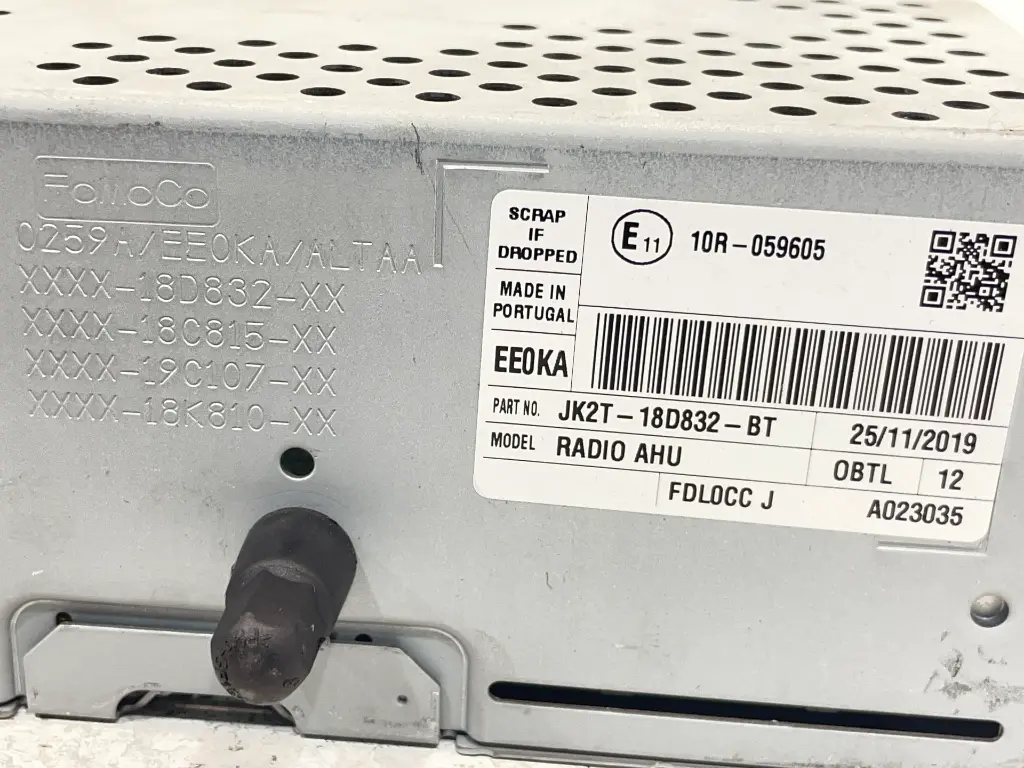 FoMoCo
0259A/EE0KA/ALTAA
XXXX-18D832-XX
XXXX-18C815-XX
XXXX-19C107-XX
XXXX-18K810-XX
SCRAP
IF
DROPPED
E11 10R-059605
MADE IN
PORTUGAL
EE0KA
PART NO. JK2T-18D832-BT 25/11/2019
MODEL RADIO AHU 0BTL 12
FDL0CC J A023035